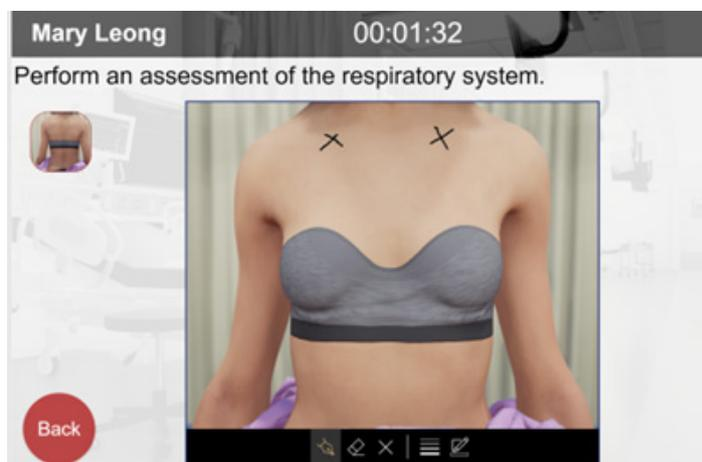 Mary Leong 00:01:32
Perform an assessment of the respiratory system.
Back